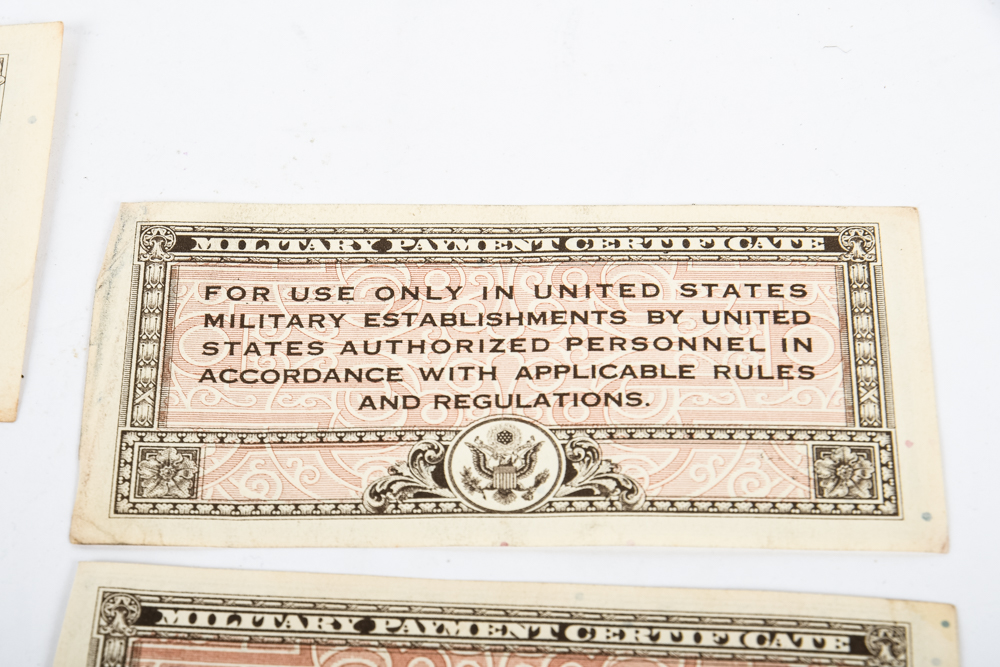 MILITARY PAYMENT CERTIFICATE
FOR USE ONLY IN UNITED STATES
MILITARY ESTABLISHMENTS BY UNITED
STATES AUTHORIZED PERSONNEL IN
ACCORDANCE WITH APPLICABLE RULES
AND REGULATIONS.
MILITARY PAYMENT CERTIFICATE